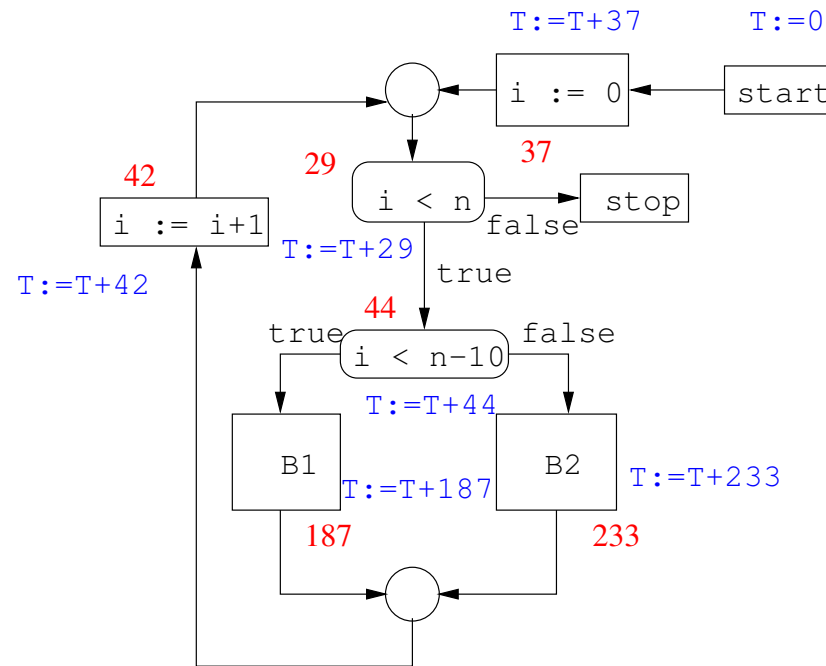 T:=T+37 T:=0
i := 0 start
42 29 37
i < n stop
i := i+1 false
T:=T+29
T:=T+42 true
44
true false
i < n−10
T:=T+44
B1 B2
T:=T+187 T:=T+233
187 233